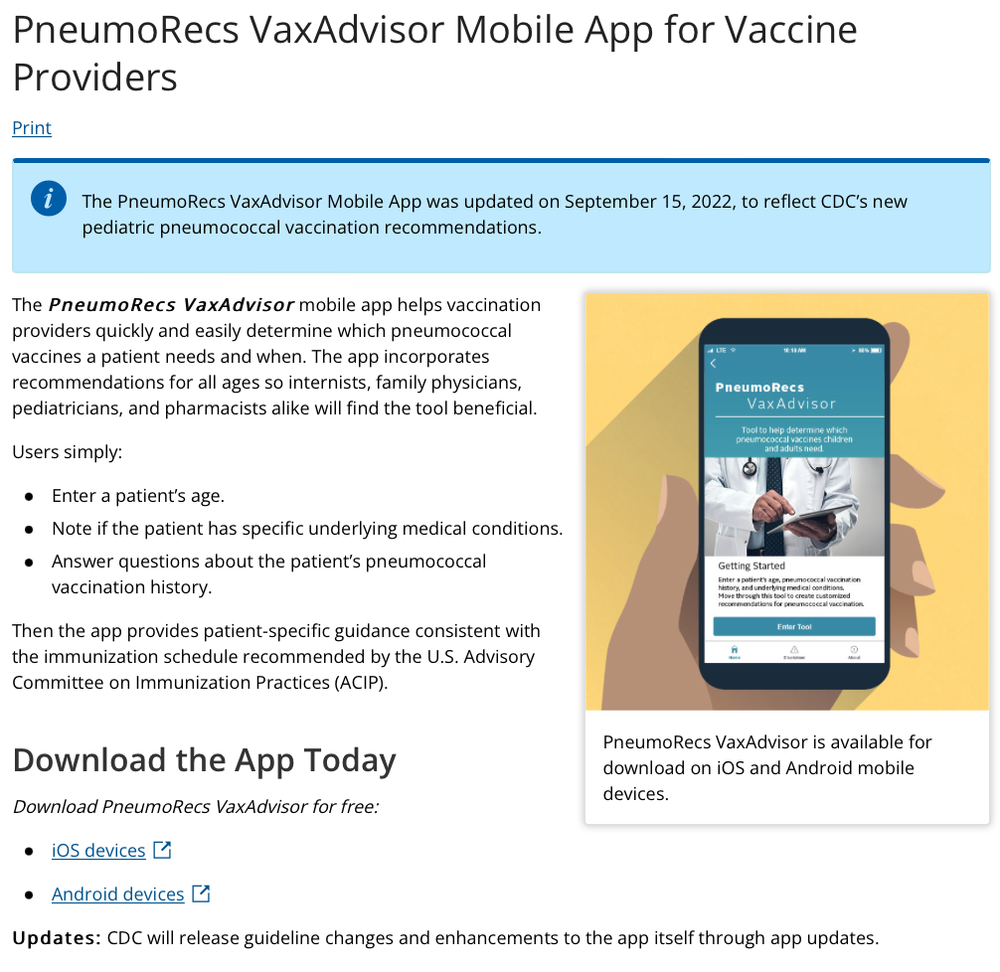 PneumoRecs VaxAdvisor Mobile App for Vaccine
Providers
Print
i
The PneumoRecs VaxAdvisor Mobile App was updated on September 15, 2022, to reflect CDC’s new
pediatric pneumococcal vaccination recommendations.
The PneumoRecs VaxAdvisor mobile app helps vaccination
providers quickly and easily determine which pneumococcal
vaccines a patient needs and when. The app incorporates
recommendations for all ages so internists, family physicians,
pediatricians, and pharmacists alike will find the tool beneficial.
Users simply:
● Enter a patient’s age.
● Note if the patient has specific underlying medical conditions.
● Answer questions about the patient’s pneumococcal
vaccination history.
Then the app provides patient-specific guidance consistent with
the immunization schedule recommended by the U.S. Advisory
Committee on Immunization Practices (ACIP).
LTE 10:13 AM 88%
PneumoRecs
VaxAdvisor
Tool to help determine which
pneumococcal vaccines children
and adults need.
Getting Started
Enter a patient's age, pneumococcal vaccination
history, and underlying medical conditions.
Move through this tool to create customized
recommendations for pneumococcal vaccination.
Enter Tool
Home Disclaimer About
PneumoRecs VaxAdvisor is available for
download on iOS and Android mobile
devices.
Download the App Today
Download PneumoRecs VaxAdvisor for free:
● iOS devices
● Android devices
Updates: CDC will release guideline changes and enhancements to the app itself through app updates.